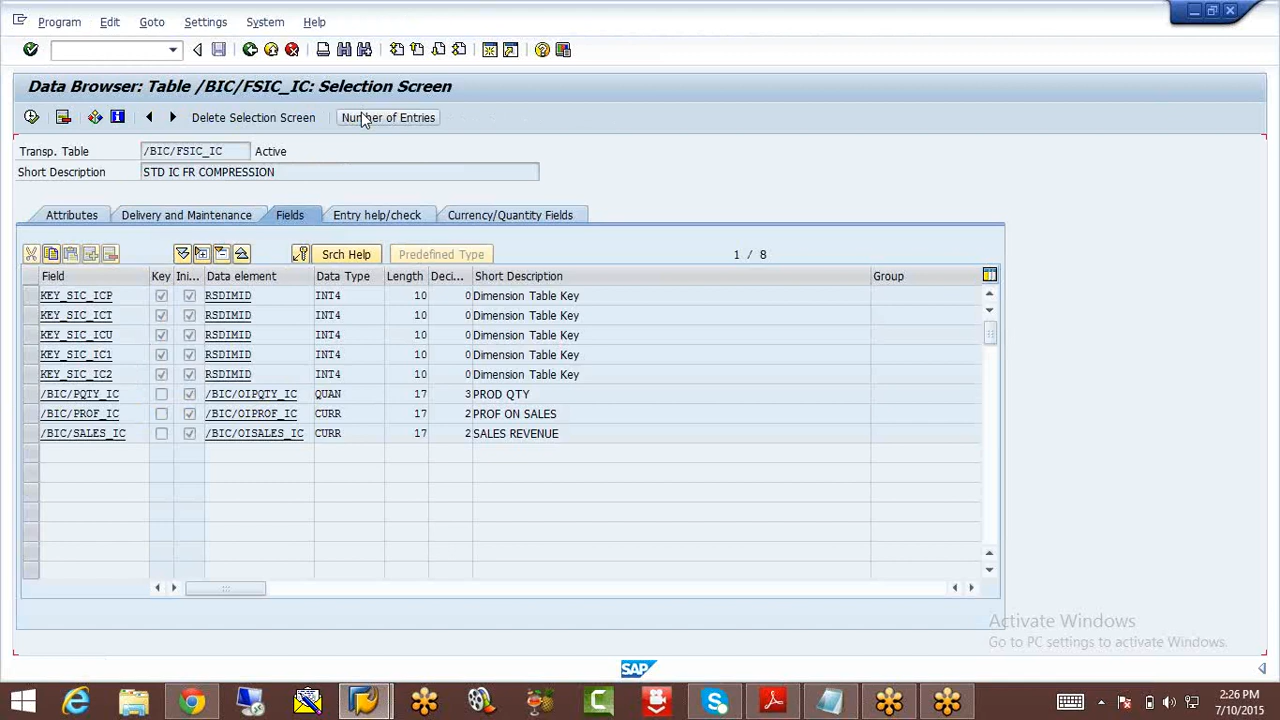 Program Edit Goto Settings System Help
Data Browser: Table /BIC/FSIC_IC: Selection Screen
Delete Selection Screen Number of Entries
Transp. Table /BIC/FSIC_IC Active
Short Description STD IC FR COMPRESSION
Attributes Delivery and Maintenance Fields Entry help/check Currency/Quantity Fields
Srch Help Predefined Type 1 / 8
Field Key Ini... Data element Data Type Length Deci... Short Description Group
KEY_SIC_ICP RSDIMID INT4 10 0 Dimension Table Key
KEY_SIC_ICT RSDIMID INT4 10 0 Dimension Table Key
KEY_SIC_ICU RSDIMID INT4 10 0 Dimension Table Key
KEY_SIC_IC1 RSDIMID INT4 10 0 Dimension Table Key
KEY_SIC_IC2 RSDIMID INT4 10 0 Dimension Table Key
/BIC/PQTY_IC /BIC/OIPQTY_IC QUAN 17 3 PROD QTY
/BIC/PROF_IC /BIC/OIPROF_IC CURR 17 2 PROF ON SALES
/BIC/SALES_IC /BIC/OISALES_IC CURR 17 2 SALES REVENUE
Activate Windows
Go to PC settings to activate Windows.
SAP
2:26 PM
7/10/2015